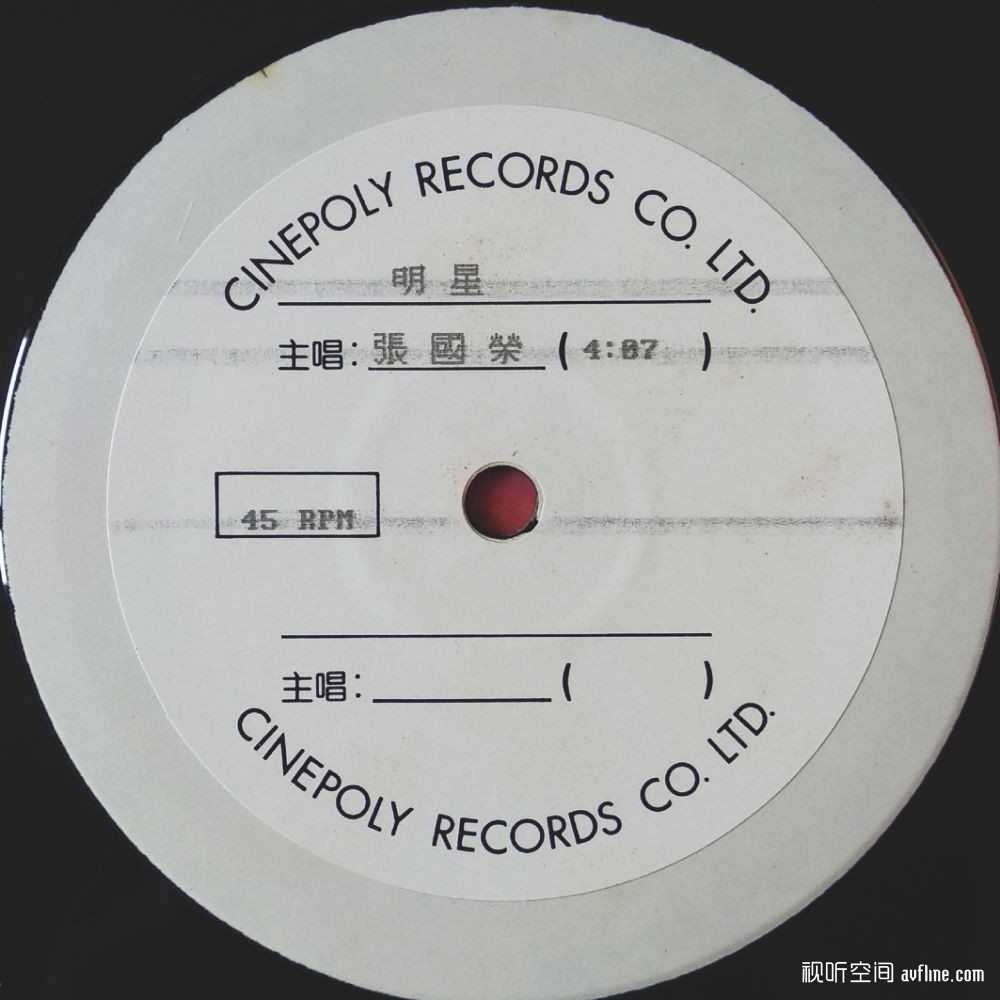 CINEPOLY RECORDS CO. LTD.
明星
主唱：張國榮 ( 4:07 )
45 RPM
主唱： ( )
CINEPOLY RECORDS CO. LTD.
视听空间 avfline.com